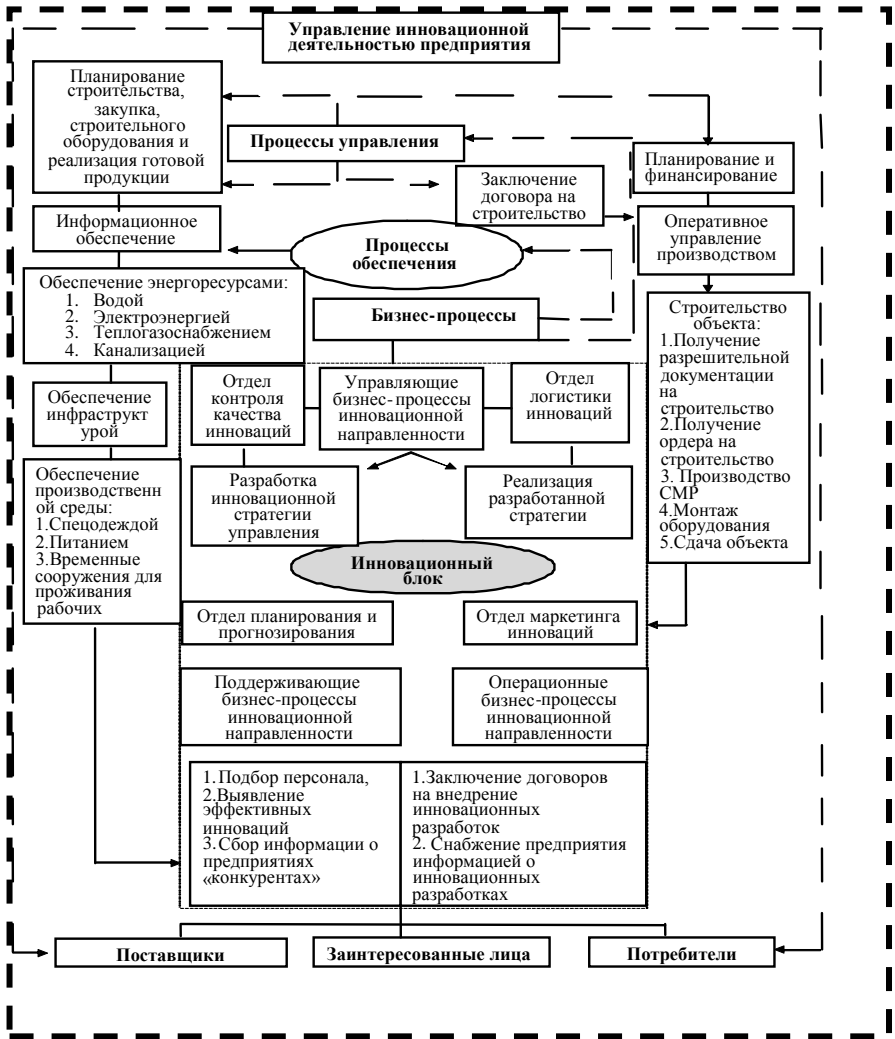 Управление инновационной
деятельностью предприятия
Планирование
строительства,
закупка,
строительного
оборудования и
реализация готовой
продукции
Процессы управления
Планирование и
финансирование
Заключение
договора на
строительство
Информационное
обеспечение
Процессы
обеспечения
Оперативное
управление
производством
Обеспечение энергоресурсами:
1. Водой
2. Электроэнергией
3. Теплогазоснабжением
4. Канализацией
Бизнес-процессы
Строительство
объекта:
1.Получение
разрешительной
документации
на
строительство
2.Получение
ордера на
строительство
3. Производство
СМР
4.Монтаж
оборудования
5.Сдача объекта
Обеспечение
инфраструкт
урой
Отдел
контроля
качества
инноваций
Управляющие
бизнес-процессы
инновационной
направленности
Отдел
логистики
инноваций
Обеспечение
производственн
ой среды:
1.Спецодеждой
2.Питанием
3.Временные
сооружения для
проживания
рабочих
Разработка
инновационной
стратегии
управления
Реализация
разработанной
стратегии
Инновационный
блок
Отдел планирования и
прогнозирования
Отдел маркетинга
инноваций
Поддерживающие
бизнес-процессы
инновационной
направленности
Операционные
бизнес-процессы
инновационной
направленности
1.Подбор персонала,
2.Выявление
эффективных
инноваций
3.Сбор информации о
предприятиях
«конкурентах»
1.Заключение договоров
на внедрение
инновационных
разработок
2. Снабжение предприятия
информацией о
инновационных
разработках
Поставщики
Заинтересованные лица
Потребители